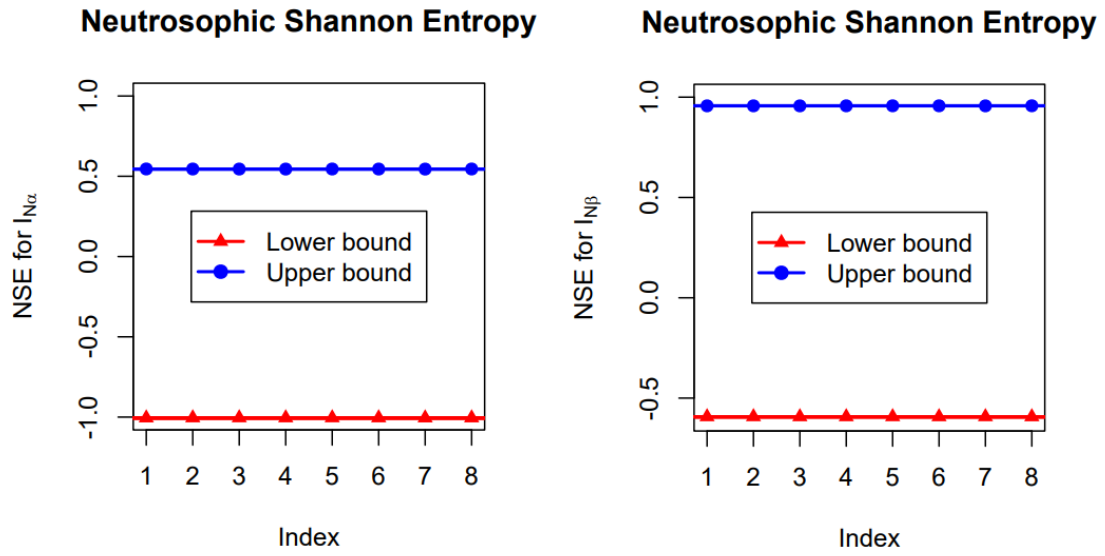 Neutrosophic Shannon Entropy
NSE for I_Nα
1.0
0.5
0.0
-0.5
-1.0
Lower bound
Upper bound
1 2 3 4 5 6 7 8
Index
Neutrosophic Shannon Entropy
NSE for I_Nβ
1.0
0.5
0.0
-0.5
Lower bound
Upper bound
1 2 3 4 5 6 7 8
Index